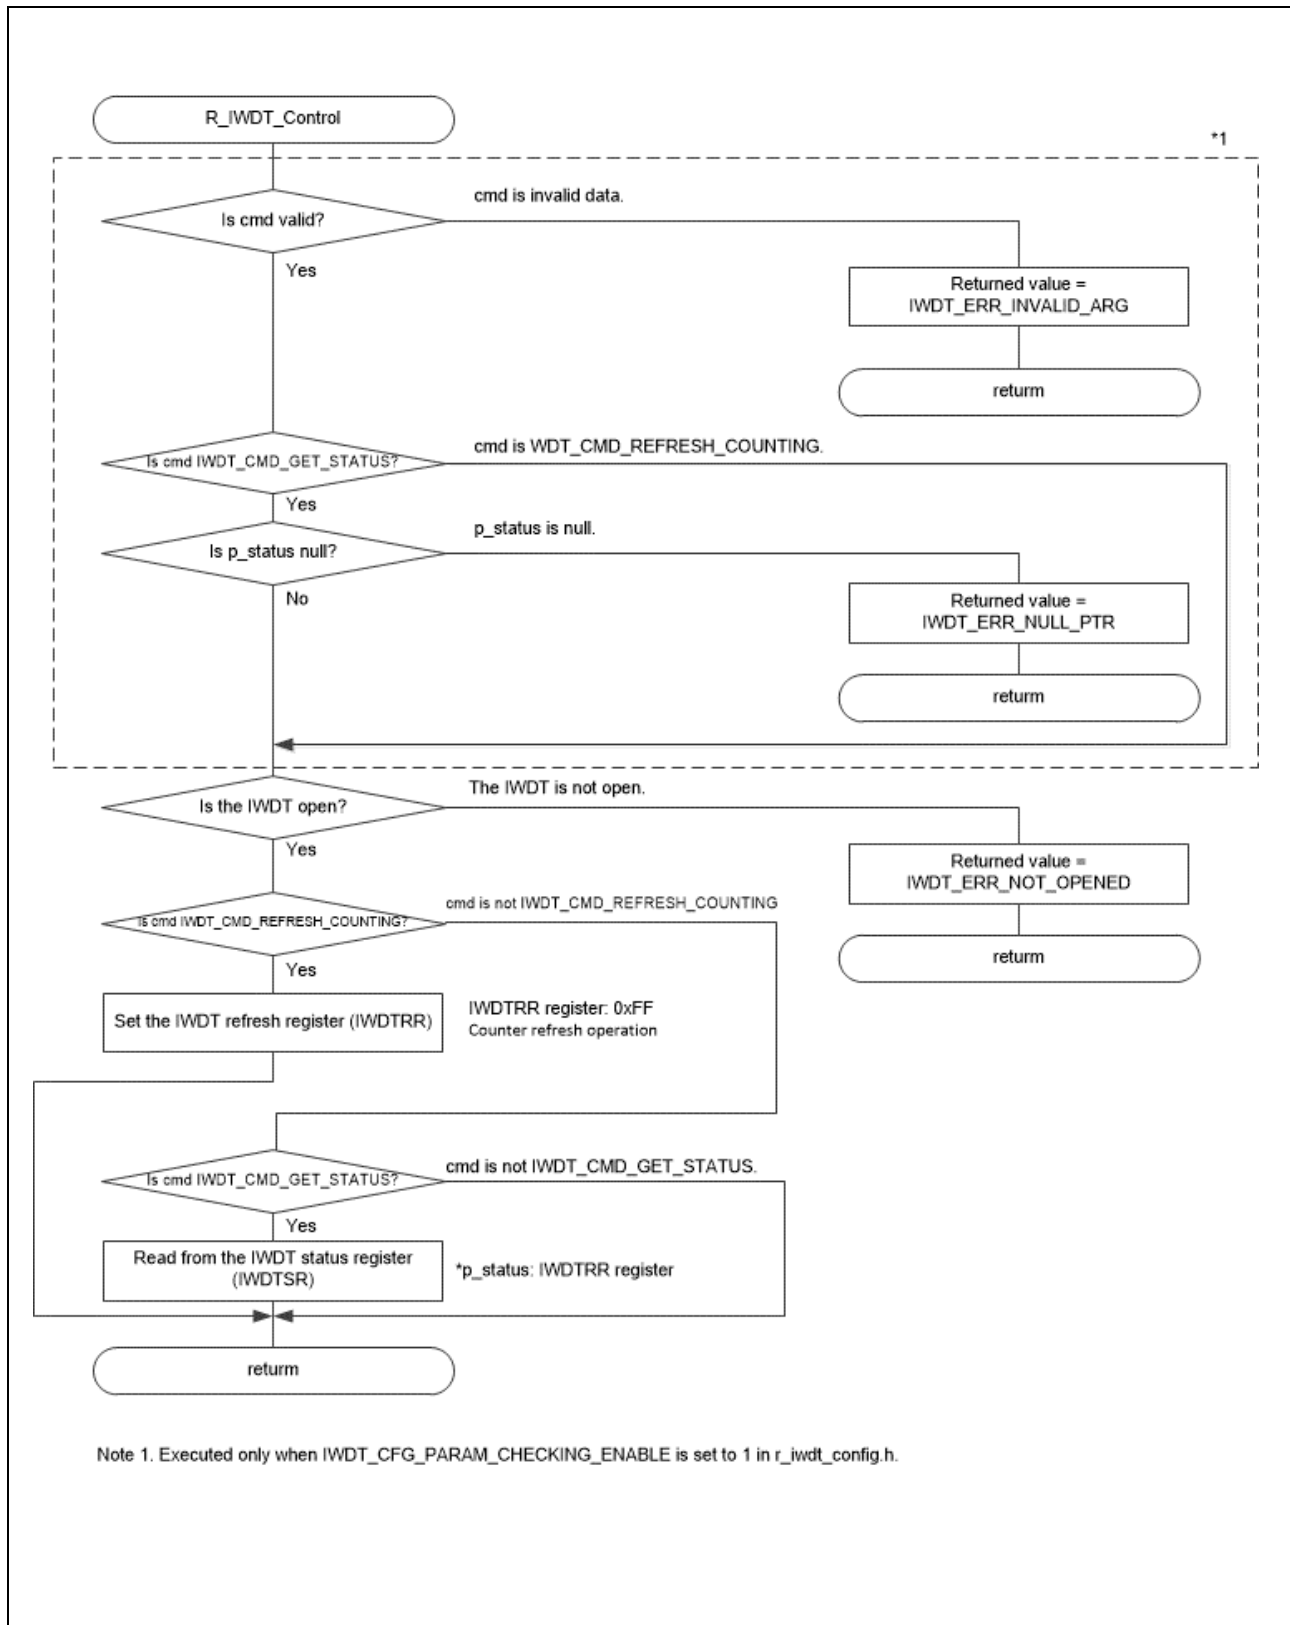 R_IWDT_Control
*1
cmd is invalid data.
Is cmd valid?
Yes
Returned value =
IWDT_ERR_INVALID_ARG
returm
cmd is WDT_CMD_REFRESH_COUNTING.
Is cmd IWDT_CMD_GET_STATUS?
Yes
p_status is null.
Is p_status null?
No
Returned value =
IWDT_ERR_NULL_PTR
returm
The IWDT is not open.
Is the IWDT open?
Yes
Returned value =
IWDT_ERR_NOT_OPENED
returm
cmd is not IWDT_CMD_REFRESH_COUNTING
Is cmd IWDT_CMD_REFRESH_COUNTING?
Yes
Set the IWDT refresh register (IWDTRR)
IWDTRR register: 0xFF
Counter refresh operation
cmd is not IWDT_CMD_GET_STATUS.
Is cmd IWDT_CMD_GET_STATUS?
Yes
Read from the IWDT status register
(IWDTSR)
*p_status: IWDTRR register
returm
Note 1. Executed only when IWDT_CFG_PARAM_CHECKING_ENABLE is set to 1 in r_iwdt_config.h.